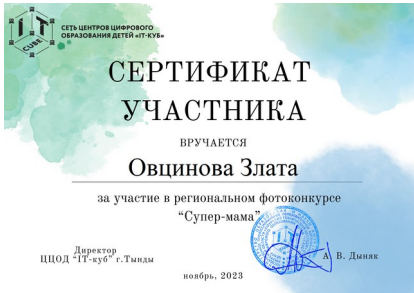 IT
CUBE
СЕТЬ ЦЕНТРОВ ЦИФРОВОГО
ОБРАЗОВАНИЯ ДЕТЕЙ «IT-КУБ»
СЕРТИФИКАТ
УЧАСТНИКА
ВРУЧАЕТСЯ
Овцинова Злата
за участие в региональном фотоконкурсе
“Супер-мама”
Директор
ЦЦОД “IT-куб” г.Тынды
А. В. Дыняк
ноябрь, 2023